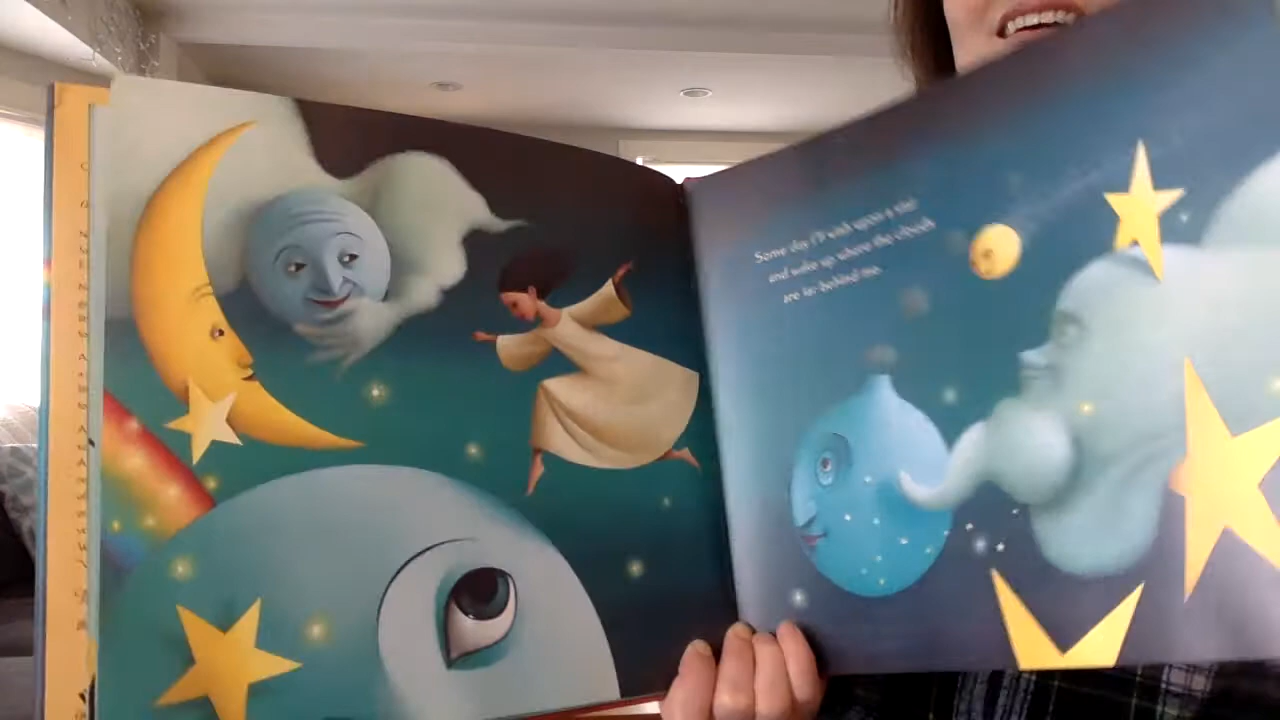 Some day I'll wish upon a star
and wake up where the clouds
are far behind me